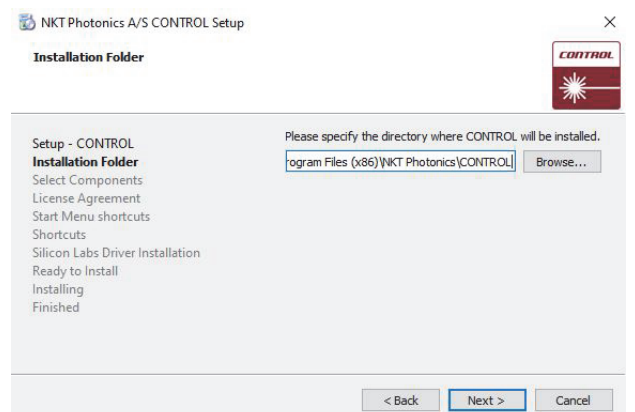 NKT Photonics A/S CONTROL Setup
Installation Folder
CONTROL
Setup - CONTROL
Installation Folder
Select Components
License Agreement
Start Menu shortcuts
Shortcuts
Silicon Labs Driver Installation
Ready to Install
Installing
Finished
Please specify the directory where CONTROL will be installed.
rogram Files (x86)\NKT Photonics\CONTROL
Browse...
< Back
Next >
Cancel